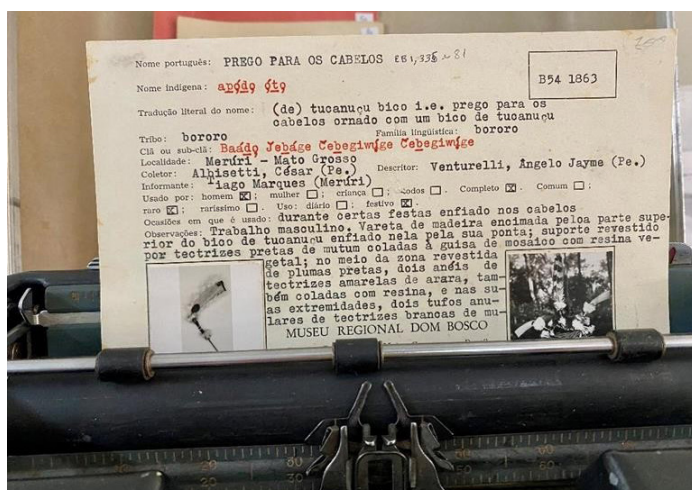 Nome português: PREGO PARA OS CABELOS
B54 1863
Nome indígena: apódo óto
Tradução literal do nome: (de) tucanuçu bico i.e. prego para os
cabelos ornado com um bico de tucanuçu
Tribo: bororo Família lingüística: bororo
Clã ou sub-clã: Baádo Jebáge Cebegiwíge Cebegiwíge
Localidade: Merúri - Mato Grosso
Coletor: Albisetti, César (Pe.) Descritor: Venturelli, Ângelo Jayme (Pe.)
Informante: Tiago Marques (Merúri)
Usado por: homem ☒; mulher ☐; criança ☐; todos ☐. Completo ☒. Comum ☐;
raro ☒; raríssimo ☐. Uso: diário ☐; festivo ☒.
Ocasiões em que é usado: durante certas festas enfiado nos cabelos
Observações: Trabalho masculino. Vareta de madeira encimada peloa parte supe-
rior do bico de tucanuçu enfiado nela pela sua ponta; suporte revestido
por tectrizes pretas de mutum coladas à guisa de mosáico com resina ve-
getal; no meio da zona revestida
de plumas pretas, dois anéis de
tectrizes amarelas de arara, tam-
bém coladas com resina, e nas su-
as extremidades, dois tufos anu-
lares de tectrizes brancas de mu-
MUSEU REGIONAL DOM BOSCO